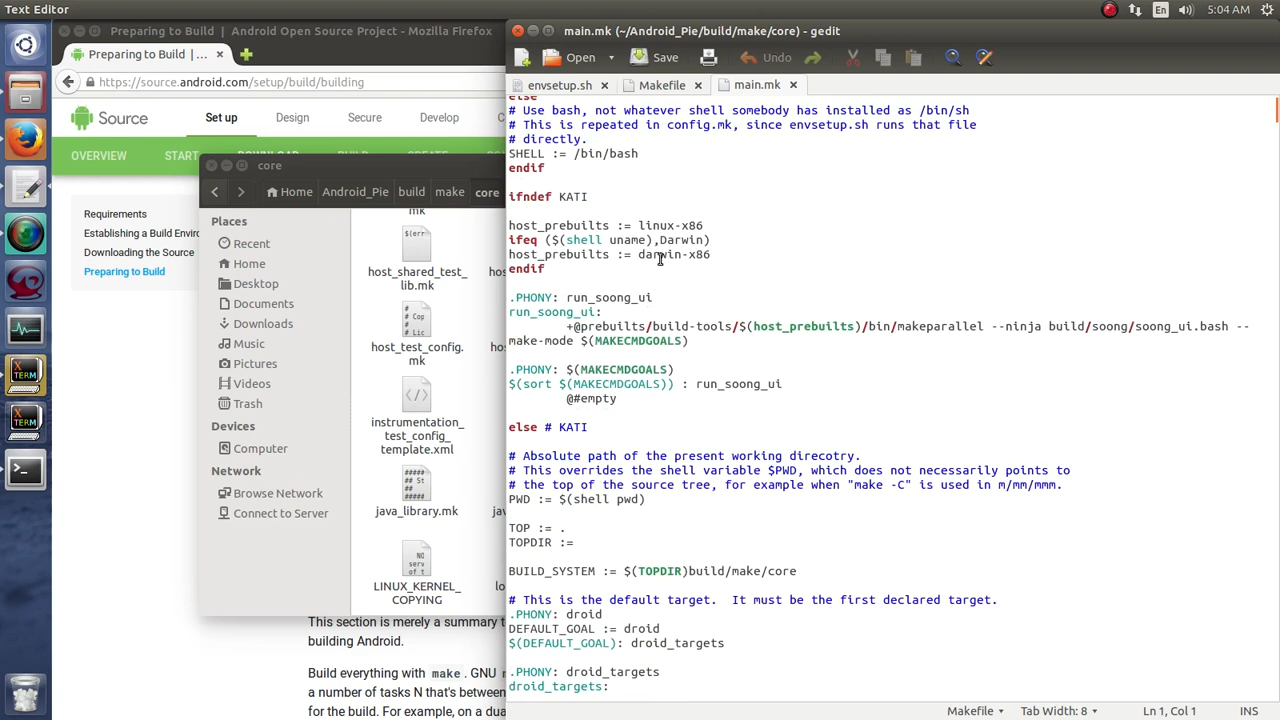 Text Editor
En
5:04 AM
Preparing to Build | Android Open Source Project - Mozilla Firefox
Preparing to Build | ...
https://source.android.com/setup/build/building
Source
Set up
Design
Secure
Develop
OVERVIEW
START
Requirements
Establishing a Build Enviro
Downloading the Source
Preparing to Build
This section is merely a summary t
building Android.
Build everything with make . GNU
a number of tasks N that's between
for the build. For example, on a dua
core
Home
Android_Pie
build
make
core
Places
Recent
Home
Desktop
Documents
Downloads
Music
Pictures
Videos
Trash
Devices
Computer
Network
Browse Network
Connect to Server
mk
host_shared_test_
lib.mk
host_test_config.
mk
instrumentation_
test_config_
template.xml
java_library.mk
LINUX_KERNEL_
COPYING
main.mk (~/Android_Pie/build/make/core) - gedit
Open
Save
Undo
envsetup.sh
Makefile
main.mk
else
# Use bash, not whatever shell somebody has installed as /bin/sh
# This is repeated in config.mk, since envsetup.sh runs that file
# directly.
SHELL := /bin/bash
endif
ifndef KATI
host_prebuilts := linux-x86
ifeq ($(shell uname),Darwin)
host_prebuilts := darwin-x86
endif
.PHONY: run_soong_ui
run_soong_ui:
+@prebuilts/build-tools/$(host_prebuilts)/bin/makeparallel --ninja build/soong/soong_ui.bash --
make-mode $(MAKECMDGOALS)
.PHONY: $(MAKECMDGOALS)
$(sort $(MAKECMDGOALS)) : run_soong_ui
@#empty
else # KATI
# Absolute path of the present working direcotry.
# This overrides the shell variable $PWD, which does not necessarily points to
# the top of the source tree, for example when "make -C" is used in m/mm/mmm.
PWD := $(shell pwd)
TOP := .
TOPDIR :=
BUILD_SYSTEM := $(TOPDIR)build/make/core
# This is the default target.  It must be the first declared target.
.PHONY: droid
DEFAULT_GOAL := droid
$(DEFAULT_GOAL): droid_targets
.PHONY: droid_targets
droid_targets:
Makefile
Tab Width: 8
Ln 1, Col 1
INS